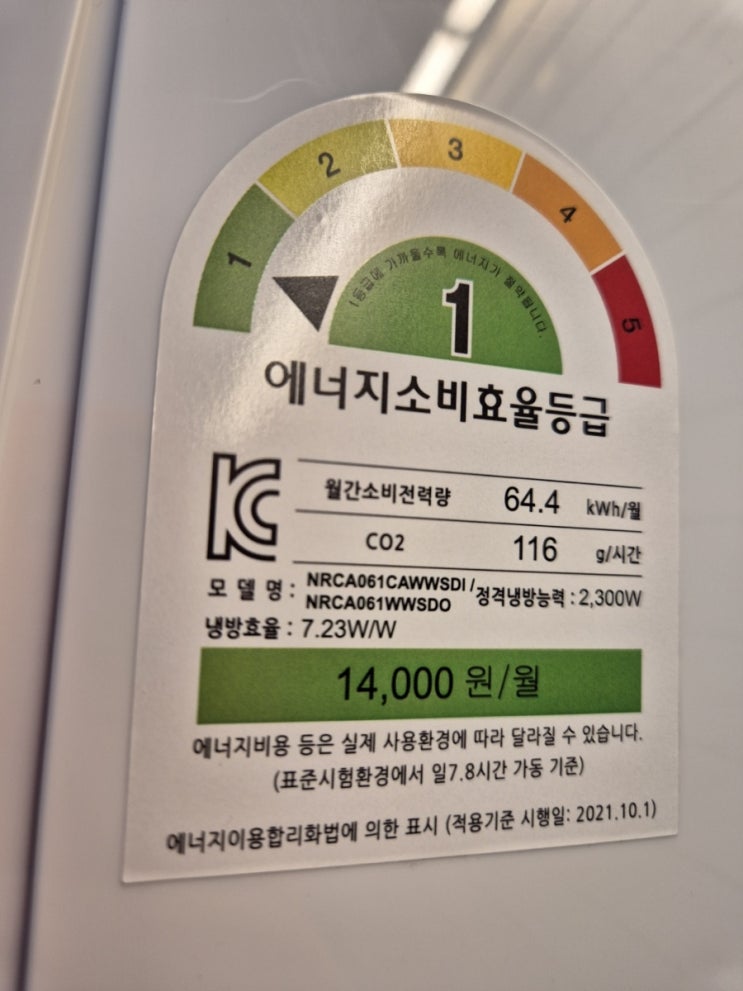 1
2
3
4
5
1등급에 가까울수록 에너지가 절약됩니다.
1
에너지소비효율등급
월간소비전력량 64.4 kWh/월
CO2 116 g/시간
모 델 명 : NRCA061CAWWSDI /
NRCA061WWSDO
정격냉방능력 : 2,300W
냉방효율 : 7.23W/W
14,000 원/월
에너지비용 등은 실제 사용환경에 따라 달라질 수 있습니다.
(표준시험환경에서 일7.8시간 가동 기준)
에너지이용합리화법에 의한 표시 (적용기준 시행일: 2021.10.1)